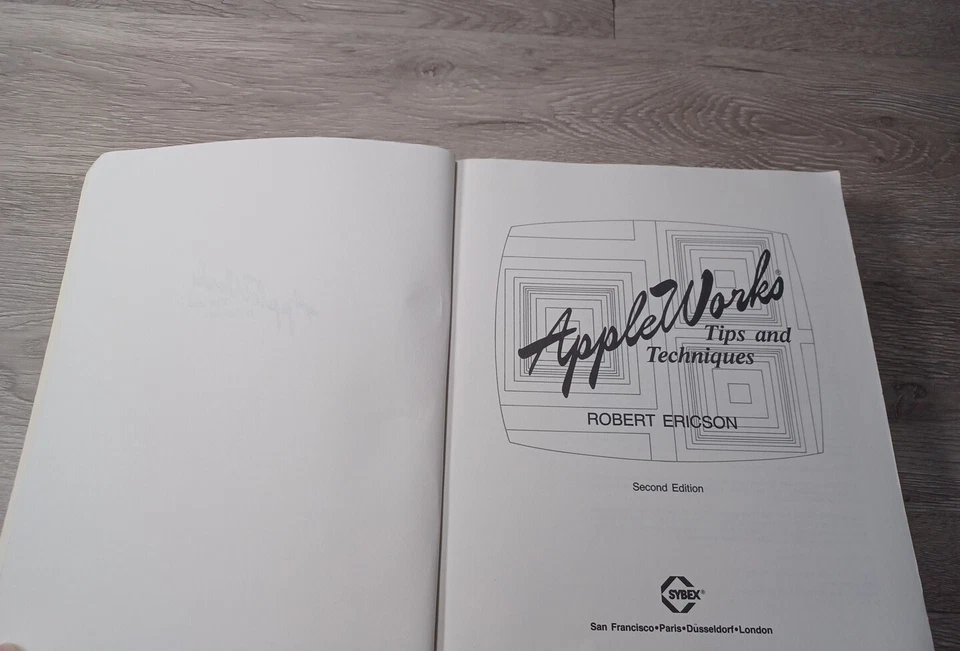 AppleWorks®
Tips and
Techniques
ROBERT ERICSON
Second Edition
SYBEX®
San Francisco•Paris•Düsseldorf•London